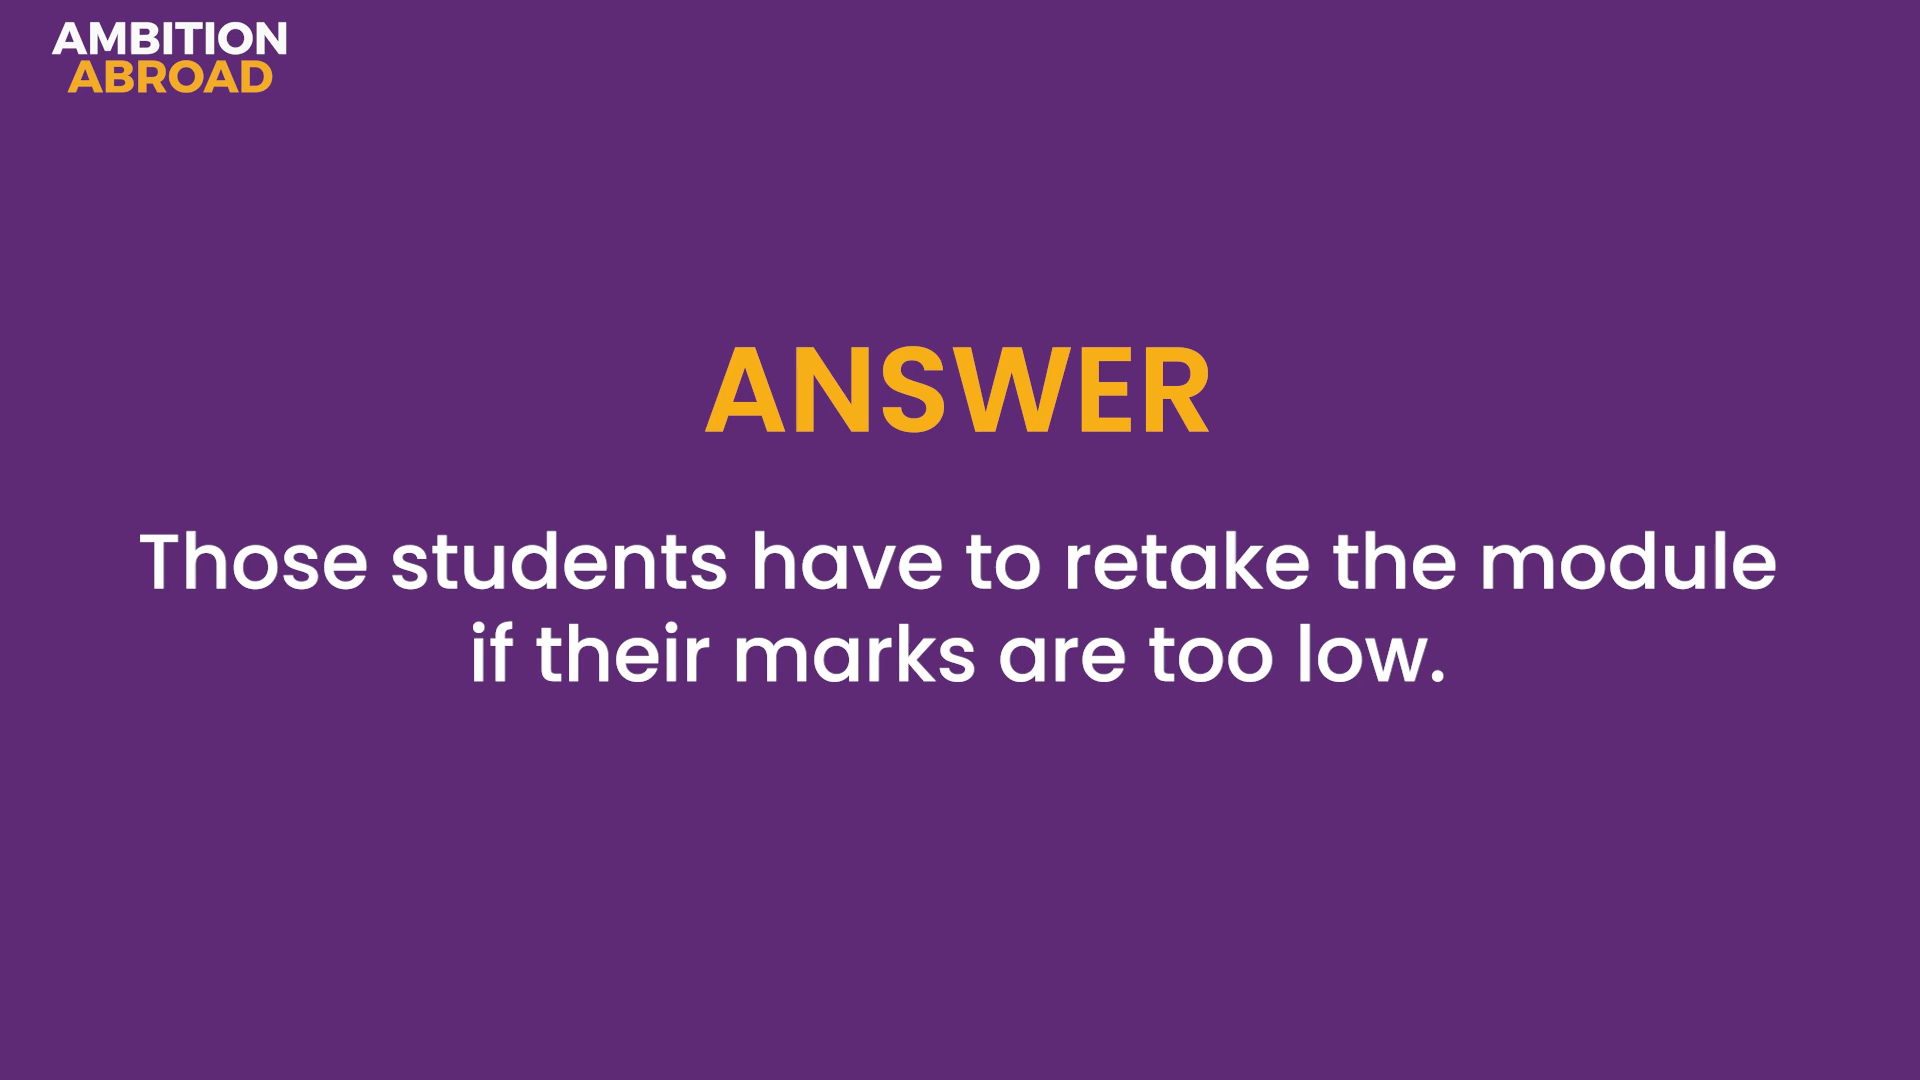 AMBITION
ABROAD
ANSWER
Those students have to retake the module
if their marks are too low.